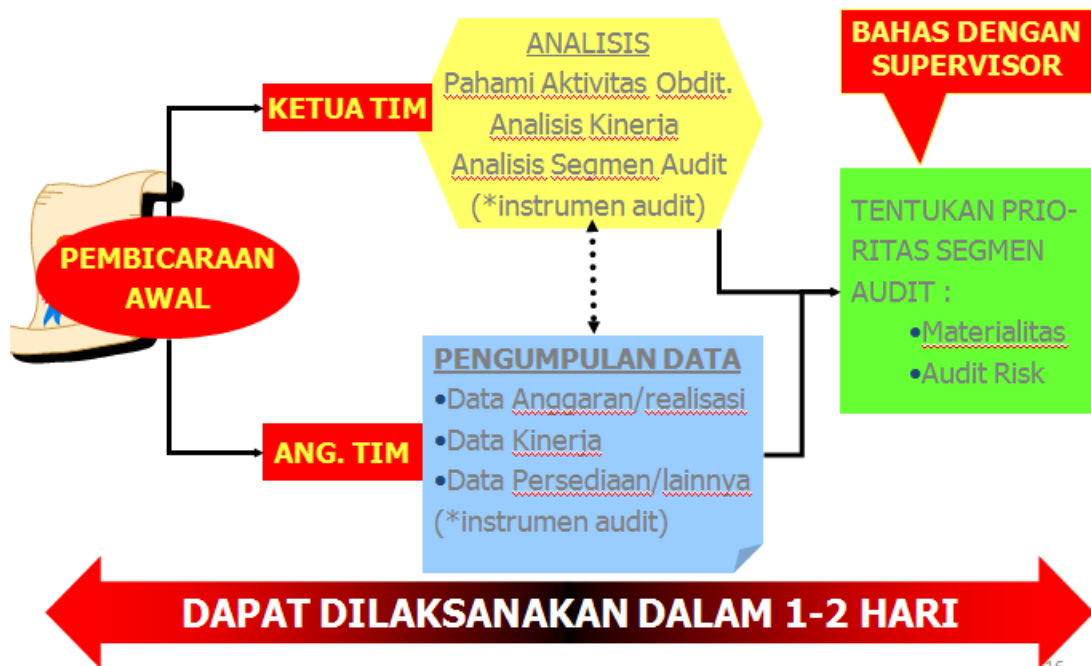 PEMBICARAAN
AWAL
KETUA TIM
ANALISIS
Pahami Aktivitas Obdit.
Analisis Kinerja
Analisis Segmen Audit
(*instrumen audit)
ANG. TIM
PENGUMPULAN DATA
•Data Anggaran/realisasi
•Data Kinerja
•Data Persediaan/lainnya
(*instrumen audit)
BAHAS DENGAN
SUPERVISOR
TENTUKAN PRIO-
RITAS SEGMEN
AUDIT :
•Materialitas
•Audit Risk
DAPAT DILAKSANAKAN DALAM 1-2 HARI